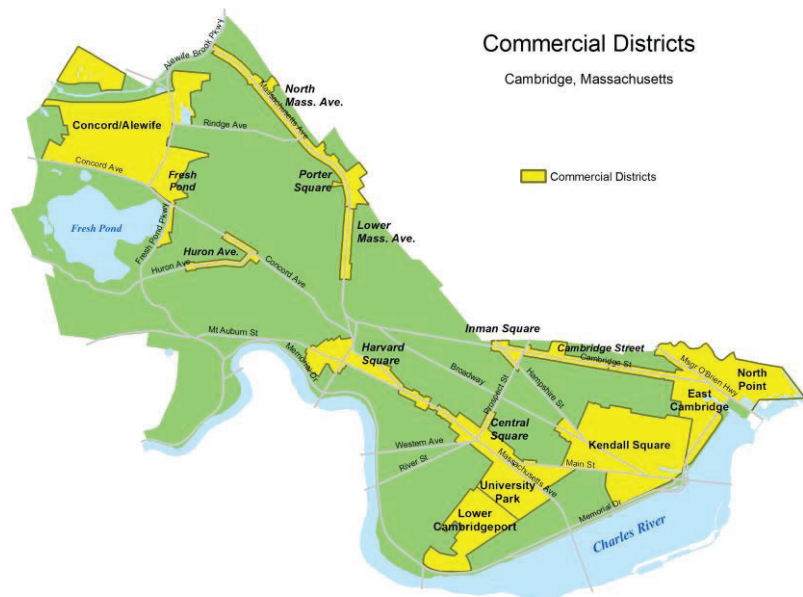 Commercial Districts
Cambridge, Massachusetts
Commercial Districts
Alewife Brook Pkwy
North
Mass. Ave.
Massachusetts Ave
Concord/Alewife
Rindge Ave
Concord Ave
Fresh
Pond
Porter
Square
Fresh Pond
Fresh Pond Pkwy
Lower
Mass. Ave.
Huron Ave.
Huron Ave
Concord Ave
Mt Auburn St
Memorial Dr
Harvard
Square
Inman Square
Cambridge Street
Cambridge St
Msgr O'Brien Hwy
North
Point
East
Cambridge
Broadway
Prospect St
Hampshire St
Central
Square
Kendall Square
Western Ave
River St
Massachusetts Ave
Main St
University
Park
Lower
Cambridgeport
Memorial Dr
Charles River